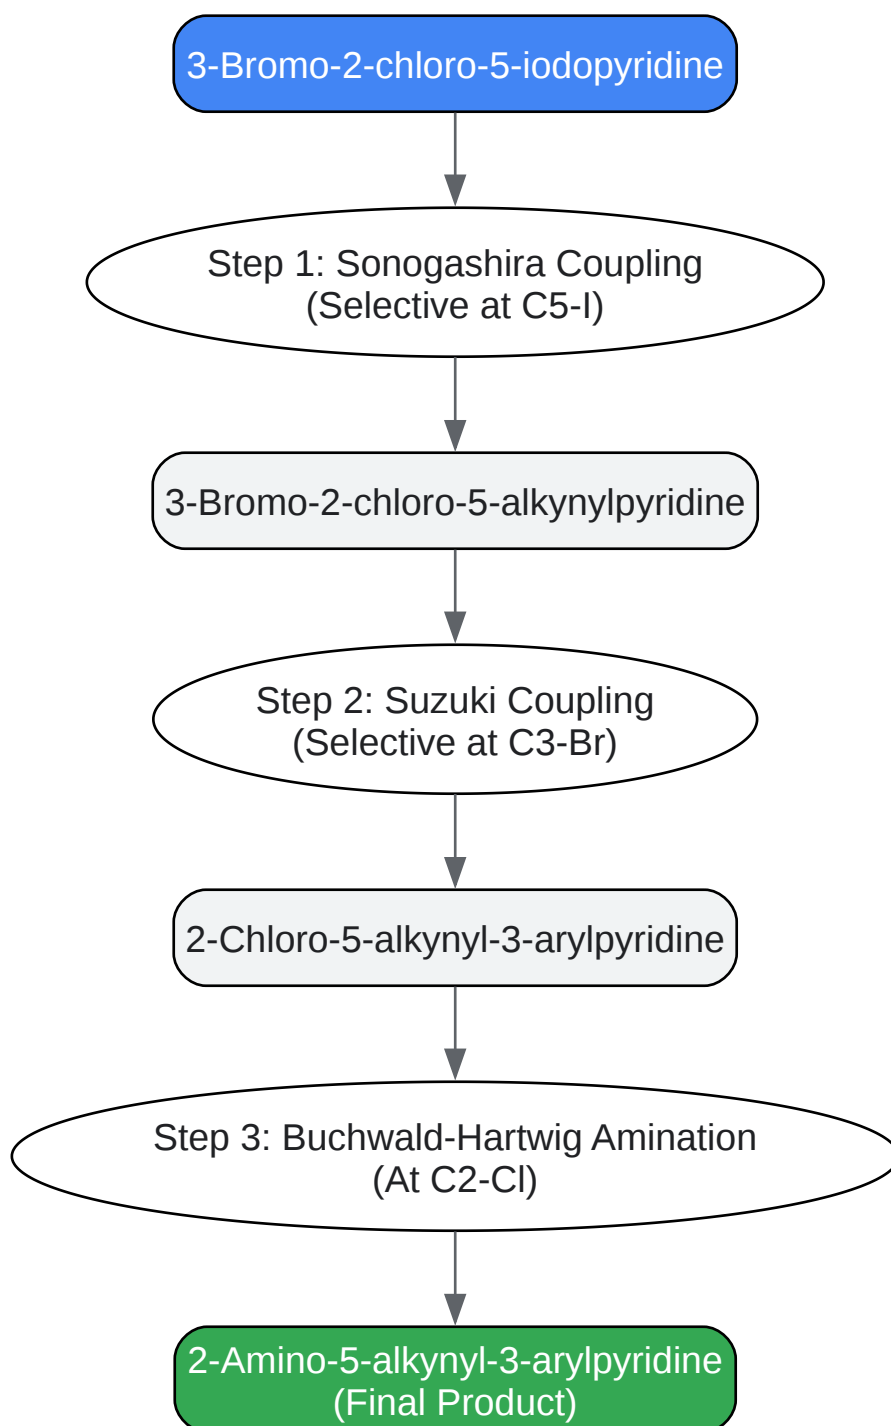 3-Bromo-2-chloro-5-iodopyridine
Step 1: Sonogashira Coupling
(Selective at C5-I)
3-Bromo-2-chloro-5-alkynylpyridine
Step 2: Suzuki Coupling
(Selective at C3-Br)
2-Chloro-5-alkynyl-3-arylpyridine
Step 3: Buchwald-Hartwig Amination
(At C2-Cl)
2-Amino-5-alkynyl-3-arylpyridine
(Final Product)